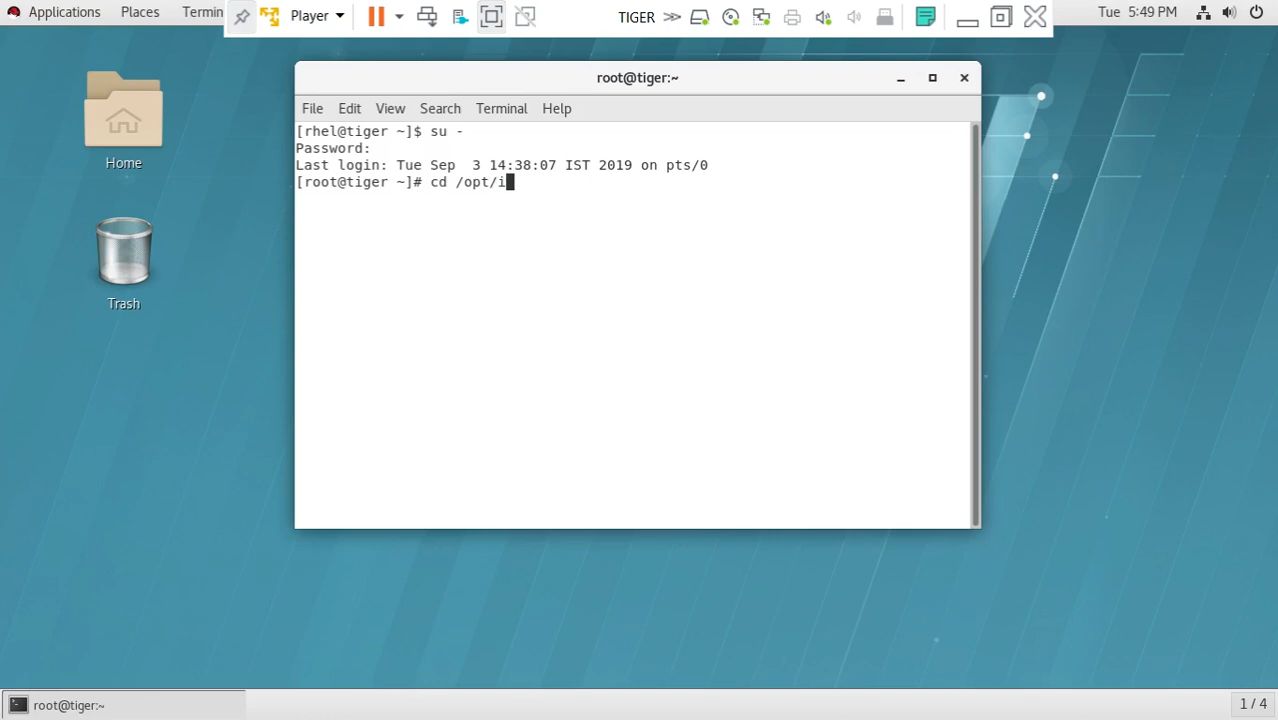 Applications Places Termin Player TIGER >> Tue 5:49 PM
root@tiger:~
File Edit View Search Terminal Help
[rhel@tiger ~]$ su -
Password:
Last login: Tue Sep  3 14:38:07 IST 2019 on pts/0
[root@tiger ~]# cd /opt/i
Home
Trash
root@tiger:~ 1 / 4